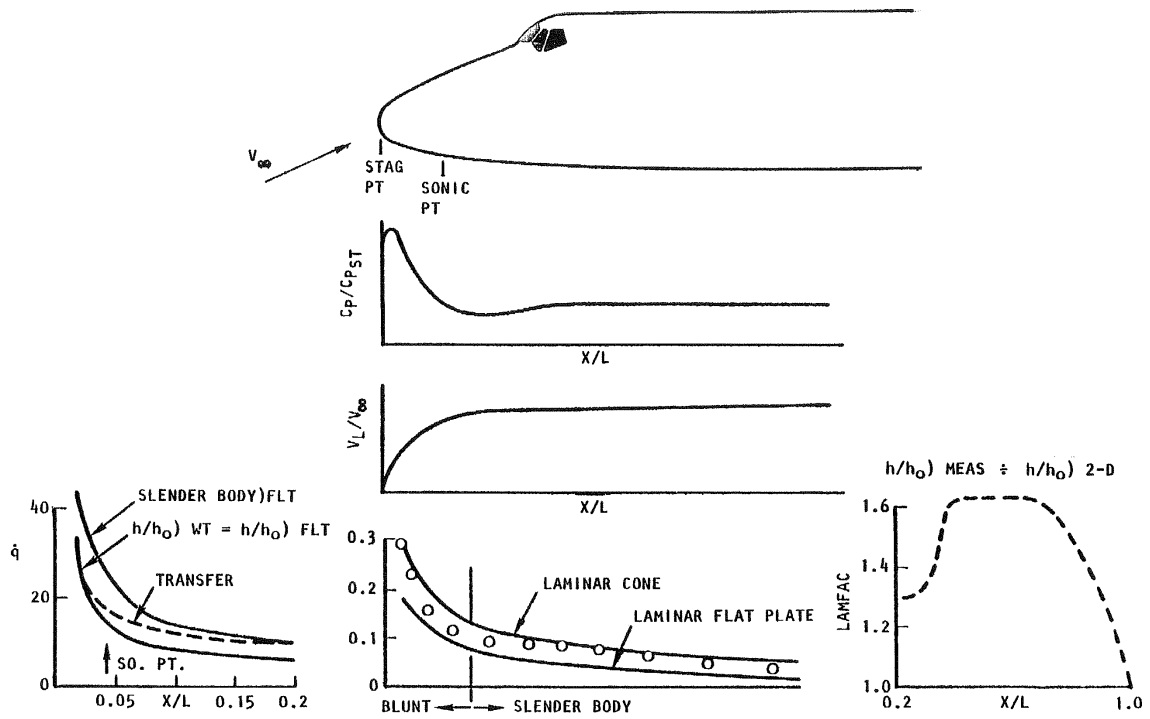 V∞
STAG
PT
SONIC
PT
CP/CPST
X/L
VL/V∞
X/L
q̇
40
20
0
SLENDER BODY)FLT
h/ho) WT = h/ho) FLT
TRANSFER
SO. PT.
0.05
X/L
0.15
0.2
0.3
0.2
0.1
0
LAMINAR CONE
LAMINAR FLAT PLATE
BLUNT
SLENDER BODY
h/ho) MEAS ÷ h/ho) 2-D
LAMFAC
1.6
1.4
1.2
1.0
0.2
X/L
1.0